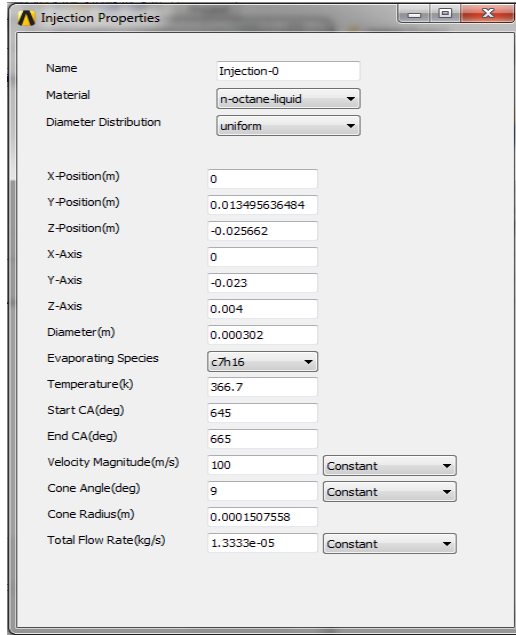 Injection Properties
Name Injection-0
Material n-octane-liquid
Diameter Distribution uniform
X-Position(m) 0
Y-Position(m) 0.013495636484
Z-Position(m) -0.025662
X-Axis 0
Y-Axis -0.023
Z-Axis 0.004
Diameter(m) 0.000302
Evaporating Species c7h16
Temperature(k) 366.7
Start CA(deg) 645
End CA(deg) 665
Velocity Magnitude(m/s) 100 Constant
Cone Angle(deg) 9 Constant
Cone Radius(m) 0.0001507558
Total Flow Rate(kg/s) 1.3333e-05 Constant